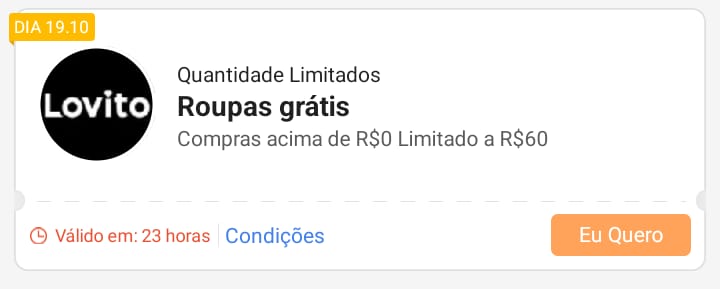 DIA 19.10
Lovito
Quantidade Limitados
Roupas grátis
Compras acima de R$0 Limitado a R$60
Válido em: 23 horas
Condições
Eu Quero